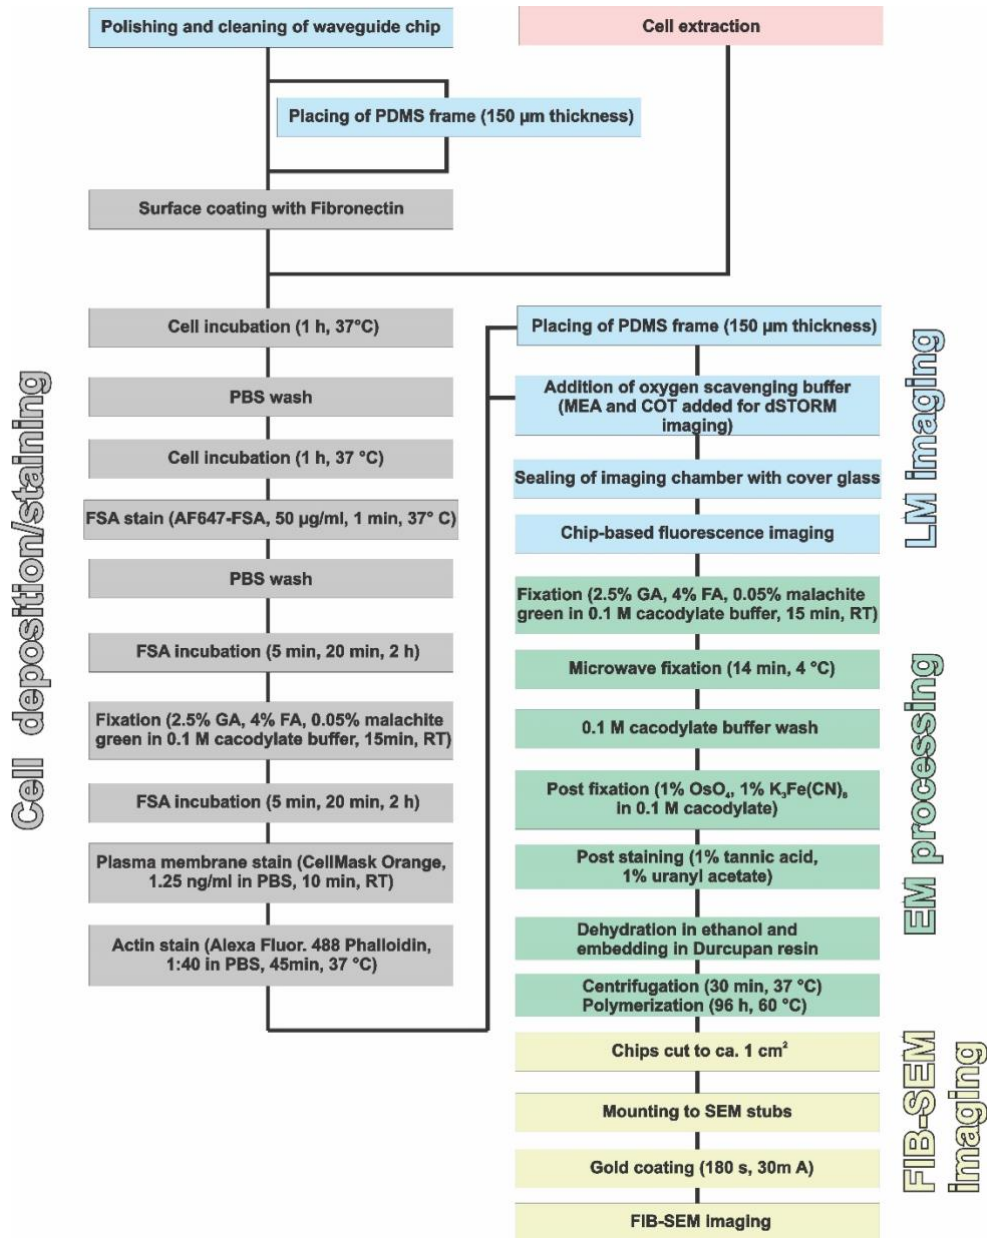 Polishing and cleaning of waveguide chip
Cell extraction
Placing of PDMS frame (150 µm thickness)
Surface coating with Fibronectin
Cell deposition/staining
Cell incubation (1 h, 37°C)
PBS wash
Cell incubation (1 h, 37 °C)
FSA stain (AF647-FSA, 50 µg/ml, 1 min, 37° C)
PBS wash
FSA incubation (5 min, 20 min, 2 h)
Fixation (2.5% GA, 4% FA, 0.05% malachite
green in 0.1 M cacodylate buffer, 15min, RT)
FSA incubation (5 min, 20 min, 2 h)
Plasma membrane stain (CellMask Orange,
1.25 ng/ml in PBS, 10 min, RT)
Actin stain (Alexa Fluor. 488 Phalloidin,
1:40 in PBS, 45min, 37 °C)
LM imaging
Placing of PDMS frame (150 µm thickness)
Addition of oxygen scavenging buffer
(MEA and COT added for dSTORM
imaging)
Sealing of imaging chamber with cover glass
Chip-based fluorescence imaging
EM processing
Fixation (2.5% GA, 4% FA, 0.05% malachite
green in 0.1 M cacodylate buffer, 15 min, RT)
Microwave fixation (14 min, 4 °C)
0.1 M cacodylate buffer wash
Post fixation (1% OsO₄, 1% K₃Fe(CN)₆
in 0.1 M cacodylate)
Post staining (1% tannic acid,
1% uranyl acetate)
Dehydration in ethanol and
embedding in Durcupan resin
Centrifugation (30 min, 37 °C)
Polymerization (96 h, 60 °C)
FIB-SEM
imaging
Chips cut to ca. 1 cm²
Mounting to SEM stubs
Gold coating (180 s, 30m A)
FIB-SEM imaging